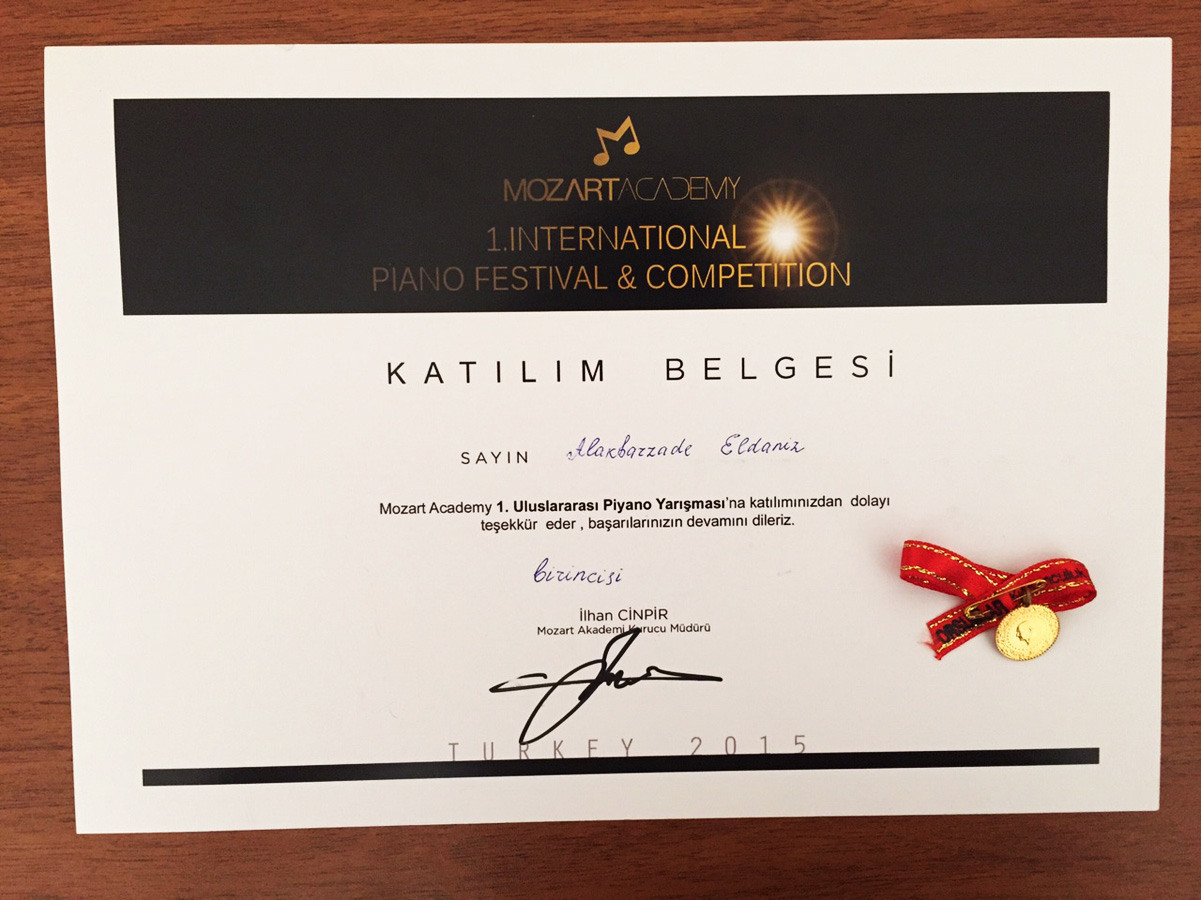 MOZARTACADEMY
1.INTERNATIONAL
PIANO FESTIVAL & COMPETITION
KATILIM BELGESİ
SAYIN Alakbarzade Eldaniz
Mozart Academy 1. Uluslararası Piyano Yarışması'na katılımınızdan dolayı
teşekkür eder , başarılarınızın devamını dileriz.
birincisi
İlhan CİNPİR
Mozart Akademi Kurucu Müdürü
TURKEY 2015